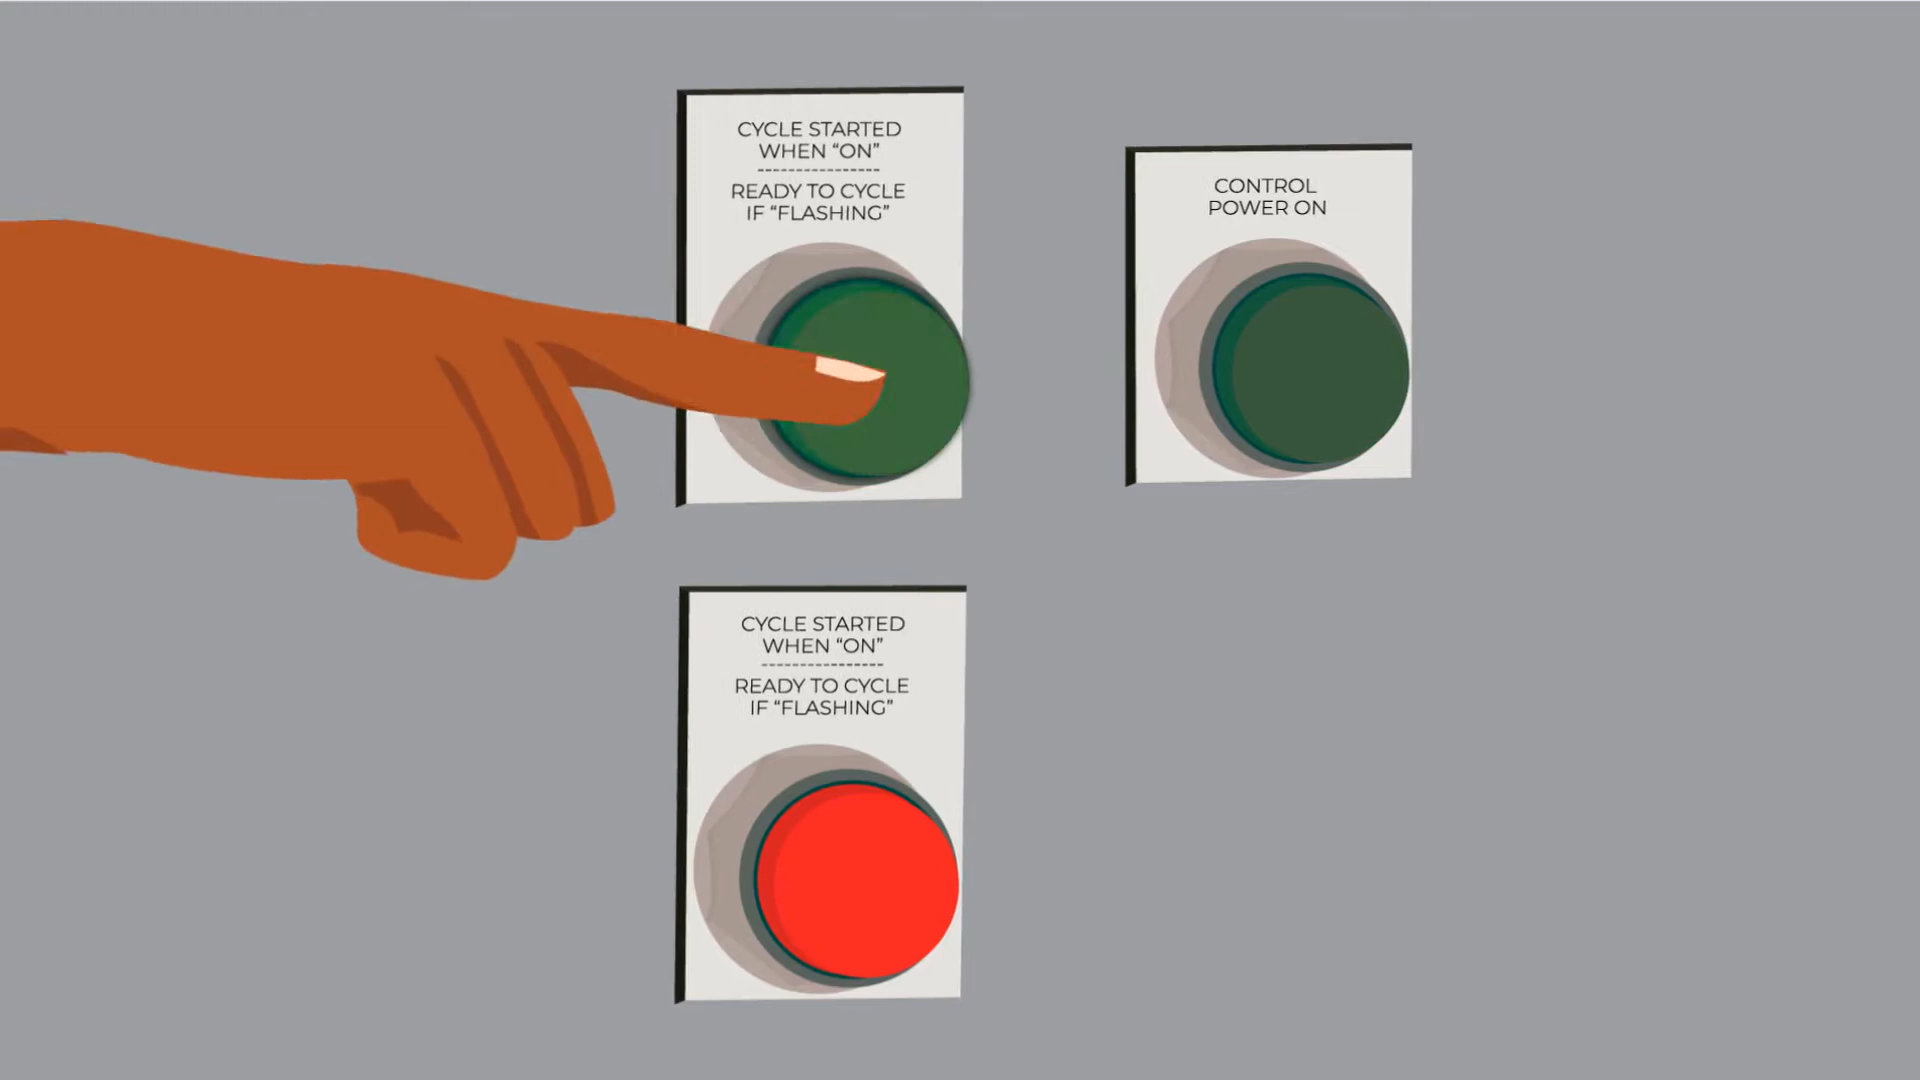 CYCLE STARTED
WHEN “ON”
READY TO CYCLE
IF “FLASHING”
CONTROL
POWER ON
CYCLE STARTED
WHEN “ON”
READY TO CYCLE
IF “FLASHING”